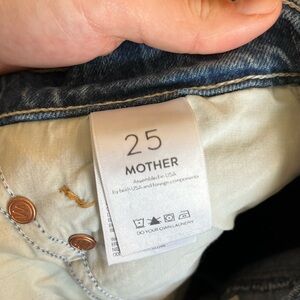 25
MOTHER
Assembled in USA
by both USA and foreign components
DO YOUR OWN LAUNDRY